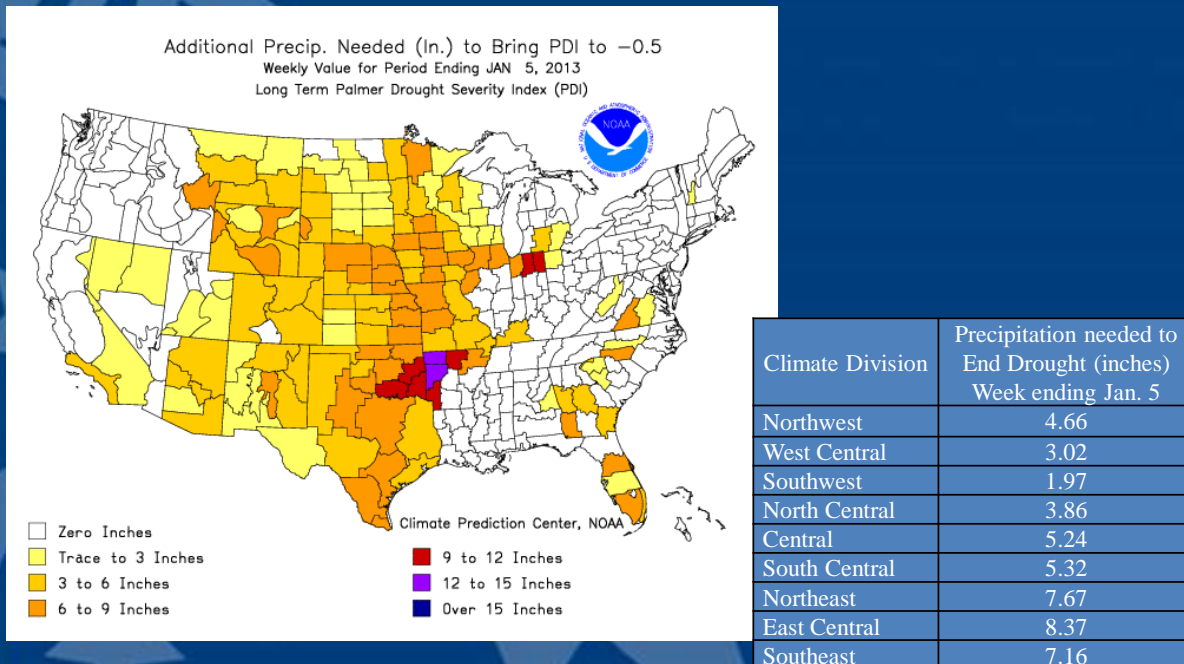 Additional Precip. Needed (In.) to Bring PDI to −0.5
Weekly Value for Period Ending JAN 5, 2013
Long Term Palmer Drought Severity Index (PDI)
NOAA
Climate Prediction Center, NOAA
Zero Inches
Trace to 3 Inches
3 to 6 Inches
6 to 9 Inches
9 to 12 Inches
12 to 15 Inches
Over 15 Inches
Climate Division
Precipitation needed to
End Drought (inches)
Week ending Jan. 5
Northwest 4.66
West Central 3.02
Southwest 1.97
North Central 3.86
Central 5.24
South Central 5.32
Northeast 7.67
East Central 8.37
Southeast 7.16